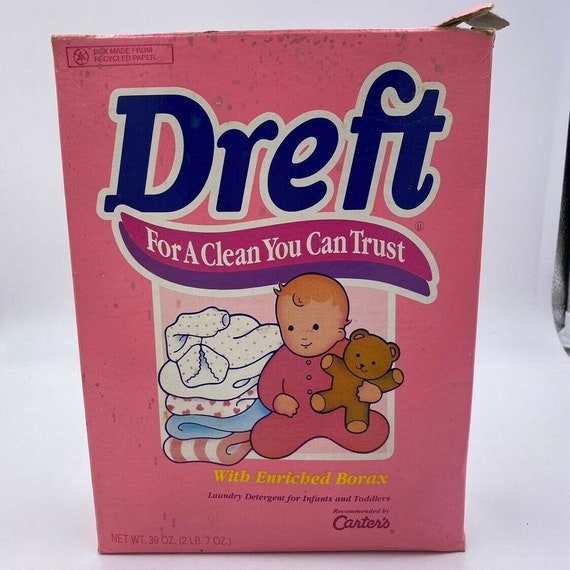 BOX MADE FROM
RECYCLED PAPER.
Dreft
For A Clean You Can Trust
With Enriched Borax
Laundry Detergent for Infants and Toddlers
Recommended by
Carter's
NET WT. 39 OZ. (2 LB. 7 OZ.)